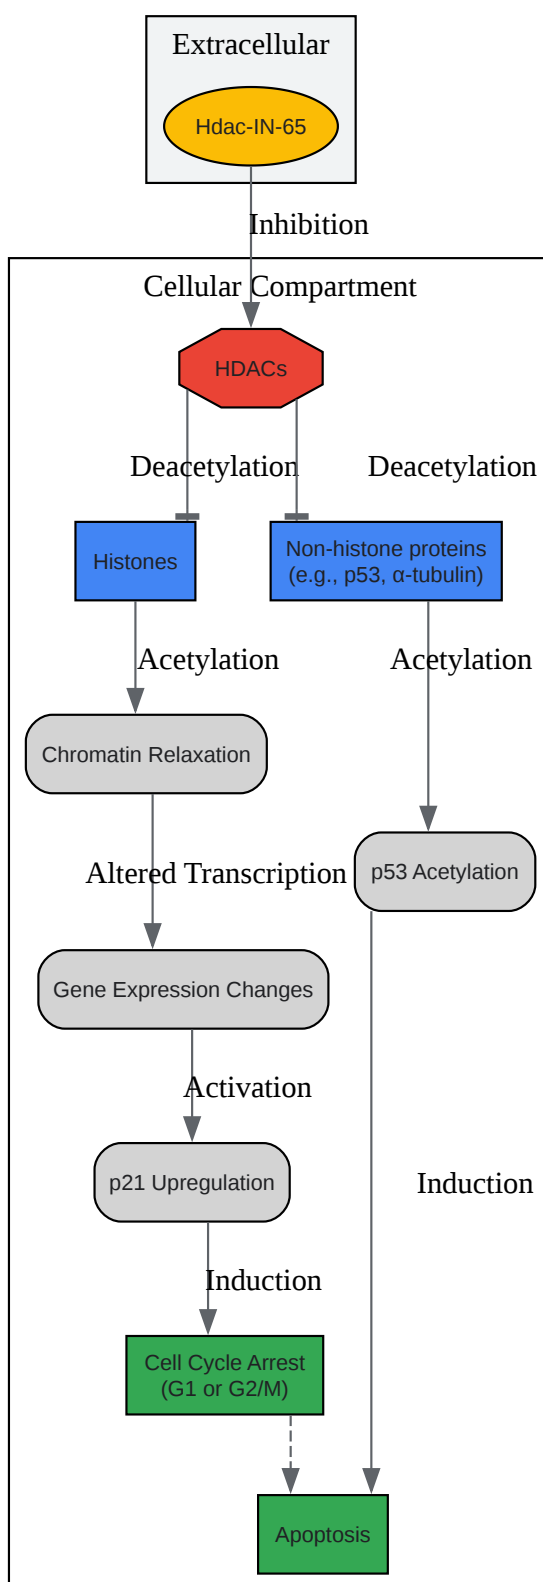 Extracellular
Hdac-IN-65
Inhibition
Cellular Compartment
HDACs
Deacetylation
Deacetylation
Histones
Non-histone proteins
(e.g., p53, α-tubulin)
Acetylation
Acetylation
Chromatin Relaxation
Altered Transcription
p53 Acetylation
Gene Expression Changes
Activation
p21 Upregulation
Induction
Induction
Cell Cycle Arrest
(G1 or G2/M)
Apoptosis